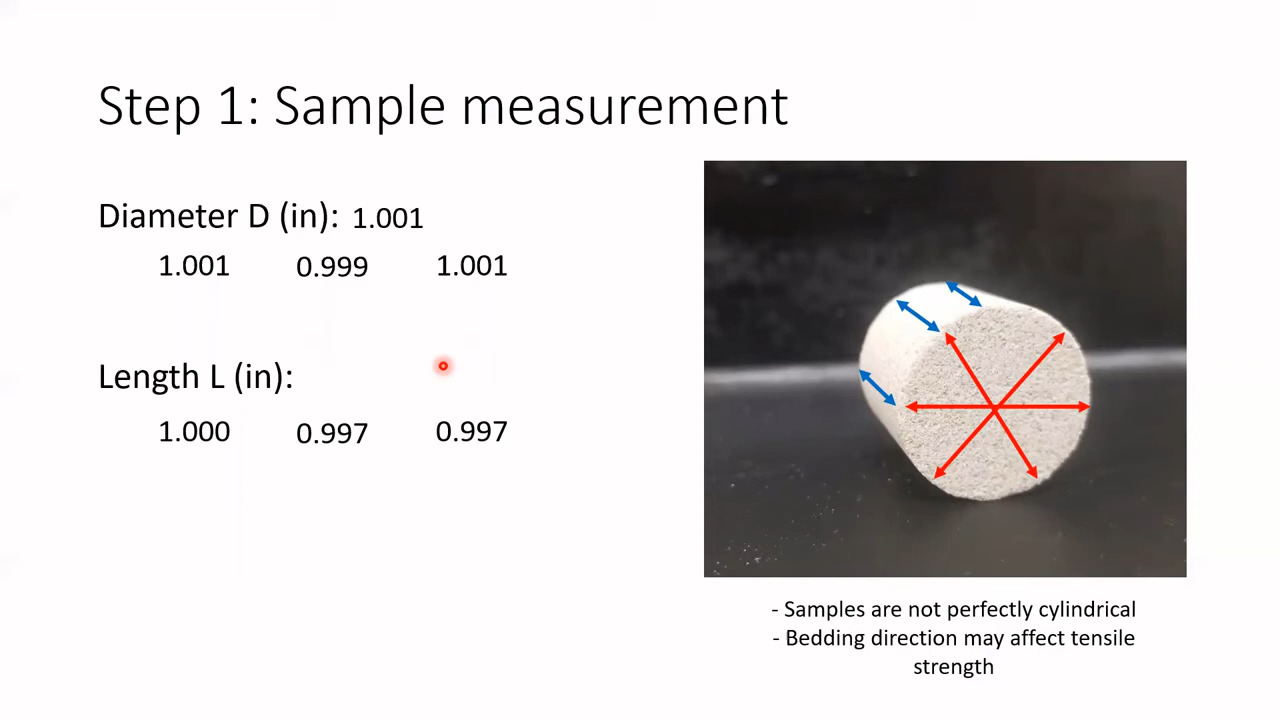 Step 1: Sample measurement
Diameter D (in): 1.001
1.001 0.999 1.001
Length L (in):
1.000 0.997 0.997
- Samples are not perfectly cylindrical
- Bedding direction may affect tensile
strength